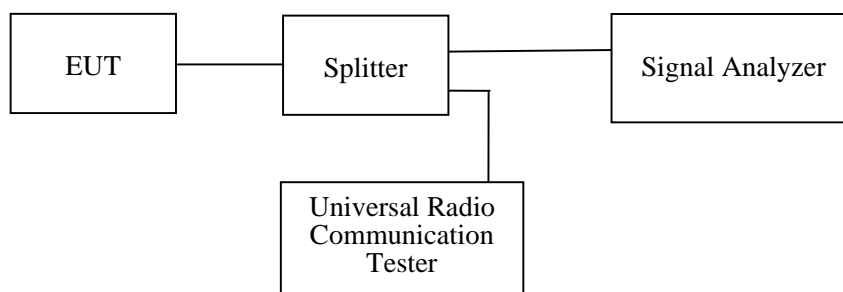 EUT
Splitter
Signal Analyzer
Universal Radio
Communication
Tester